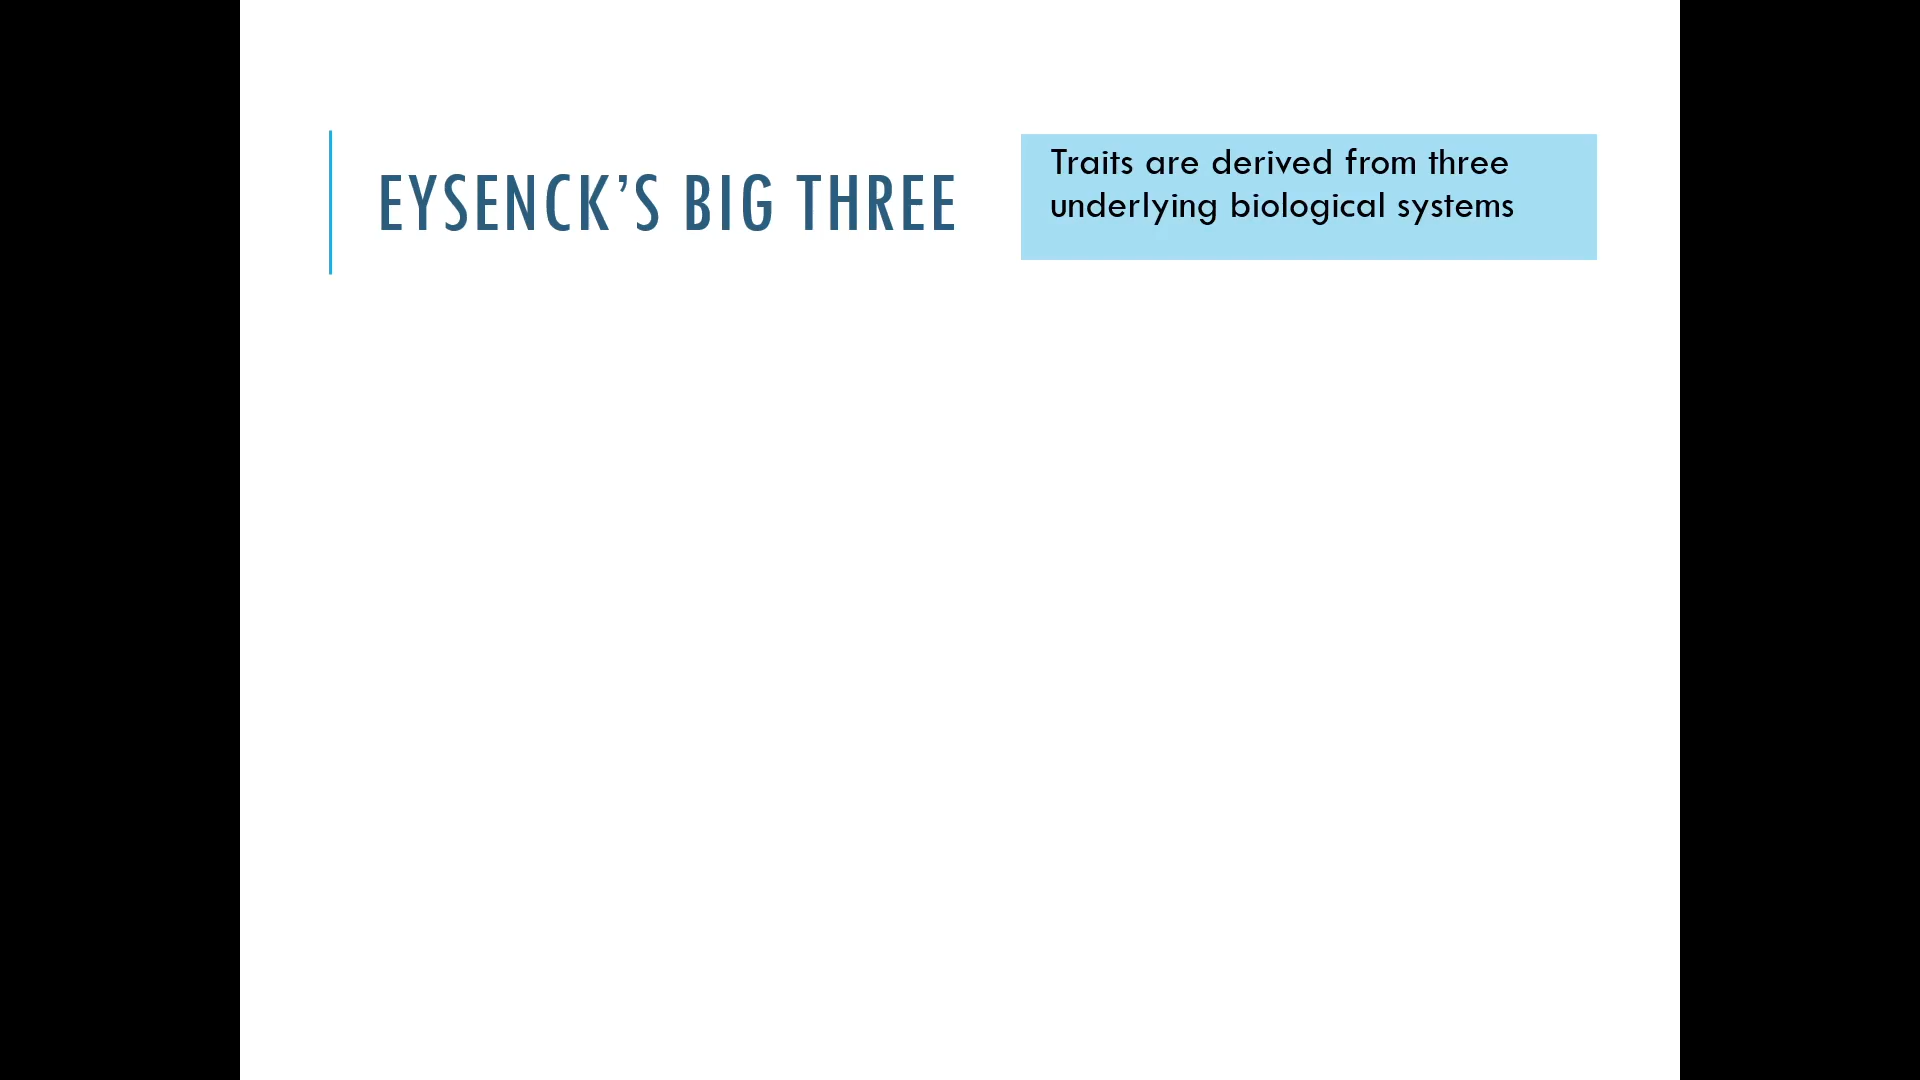 EYSENCK’S BIG THREE
Traits are derived from three
underlying biological systems